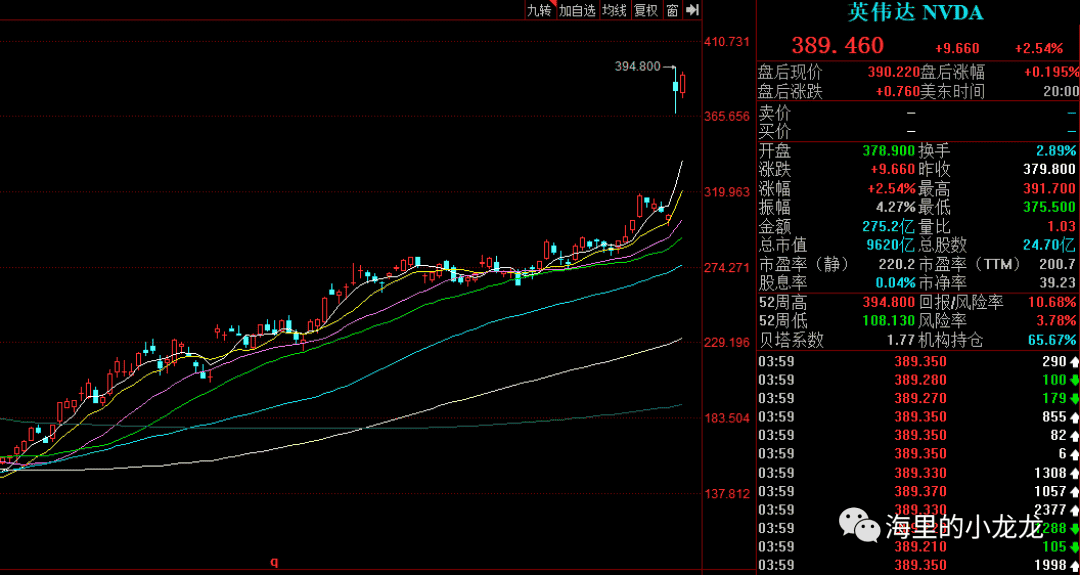 九转 加自选 均线 复权 窗
英伟达 NVDA
410.731
389.460 +9.660 +2.54%
394.800
盘后现价 390.220 盘后涨幅 +0.195%
盘后涨跌 +0.760 美东时间 20:00
365.656
卖价 — —
买价 — —
开盘 378.900 换手 2.89%
涨跌 +9.660 昨收 379.800
319.963
涨幅 +2.54% 最高 391.700
振幅 4.27% 最低 375.500
金额 275.2亿 量比 1.03
总市值 9620亿 总股数 24.70亿
274.271
市盈率（静） 220.2 市盈率（TTM） 200.7
股息率 0.04% 市净率 39.23
52周高 394.800 回报/风险率 10.68%
52周低 108.130 风险率 3.78%
229.196
贝塔系数 1.77 机构持仓 65.67%
03:59 389.350 290
03:59 389.280 100
03:59 389.270 179
183.504
03:59 389.350 855
03:59 389.350 82
03:59 389.350 6
03:59 389.330 1308
137.812
03:59 389.370 1057
03:59 389.330 2377
03:59
海里的小龙龙
03:59 389.210 105
q
03:59 389.350 1998